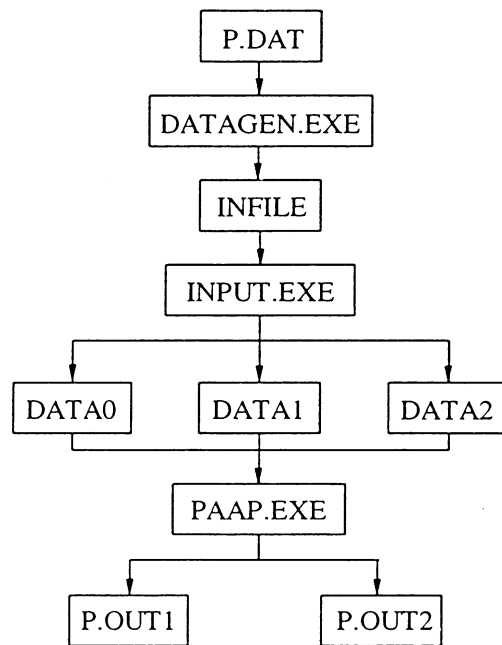 P.DAT
DATAGEN.EXE
INFILE
INPUT.EXE
DATA0
DATA1
DATA2
PAAP.EXE
P.OUT1
P.OUT2